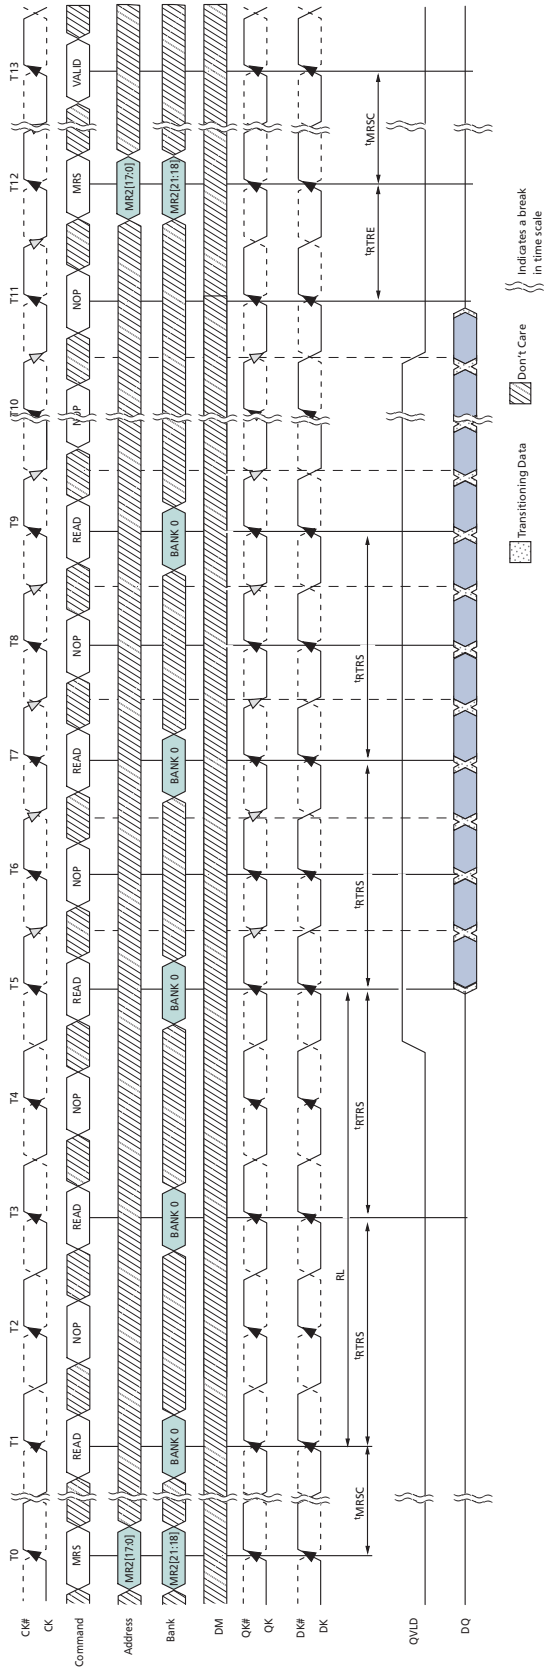 T0 T1 T2 T3 T4 T5 T6 T7 T8 T9 T10 T11 T12 T13
CK#
CK
Command MRS READ NOP READ NOP READ NOP READ NOP READ NOP NOP MRS VALID
Address MR2[17:0] MR2[17:0]
Bank MR2[21:18] BANK 0 BANK 0 BANK 0 BANK 0 BANK 0 MR2[21:18]
DM
QK#
QK
DK#
DK
RL
tMRSC tRTRS tRTRS tRTRS tRTRS tRTRE tMRSC
QVLD
DQ
Transitioning Data Don't Care Indicates a break
in time scale